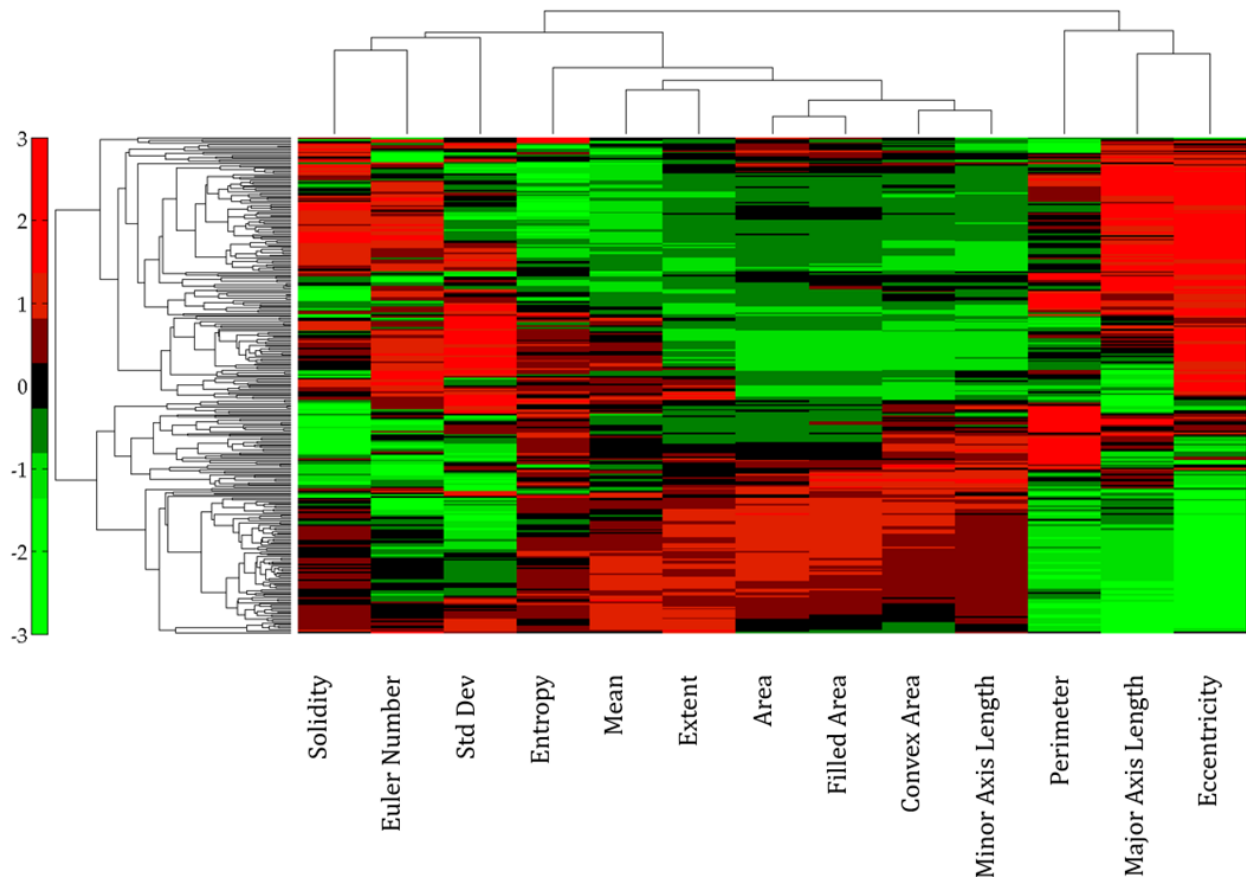 3
2
1
0
-1
-2
-3
Solidity
Euler Number
Std Dev
Entropy
Mean
Extent
Area
Filled Area
Convex Area
Minor Axis Length
Perimeter
Major Axis Length
Eccentricity